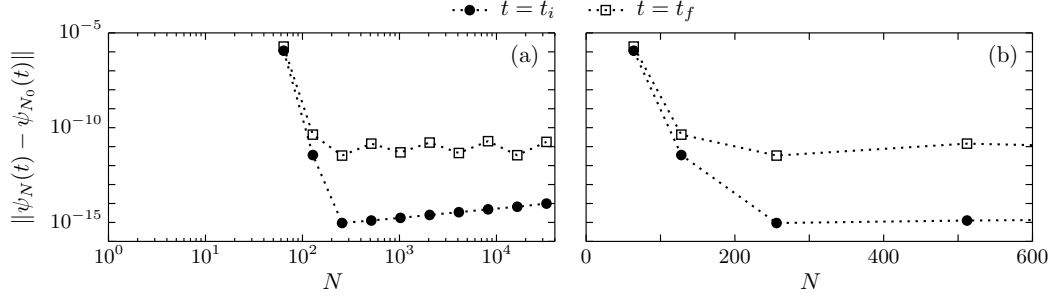 t = t_i t = t_f
‖ψ_N(t) − ψ_{N_0}(t)‖
10^{-5}
10^{-10}
10^{-15}
(a)
10^0 10^1 10^2 10^3 10^4
N
(b)
0 200 400 600
N